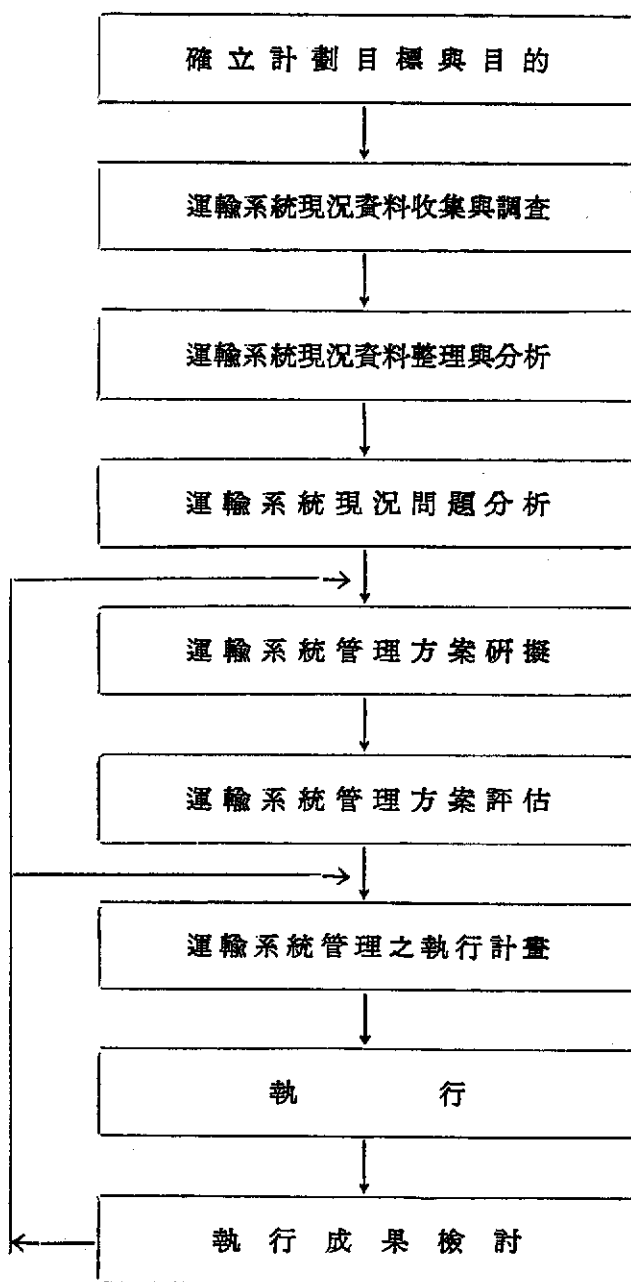 確立計劃目標與目的
運輸系統現況資料收集與調查
運輸系統現況資料整理與分析
運輸系統現況問題分析
運輸系統管理方案研擬
運輸系統管理方案評估
運輸系統管理之執行計畫
執行
執行成果檢討